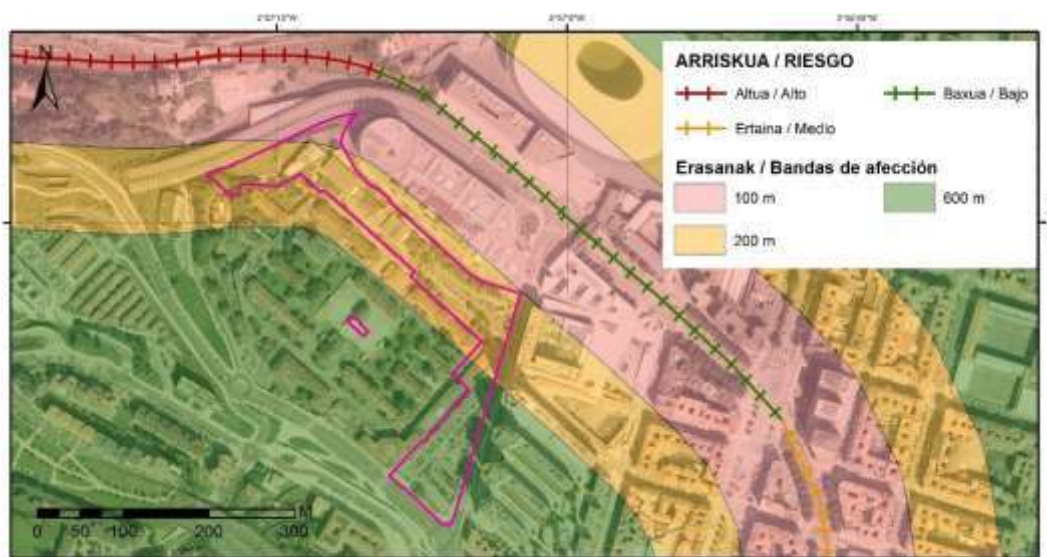 N
ARRISKUA / RIESGO
Altua / Alto
Baxua / Bajo
Ertaina / Medio
Erasanak / Bandas de afección
100 m
600 m
200 m
0 50 100 200 300
M